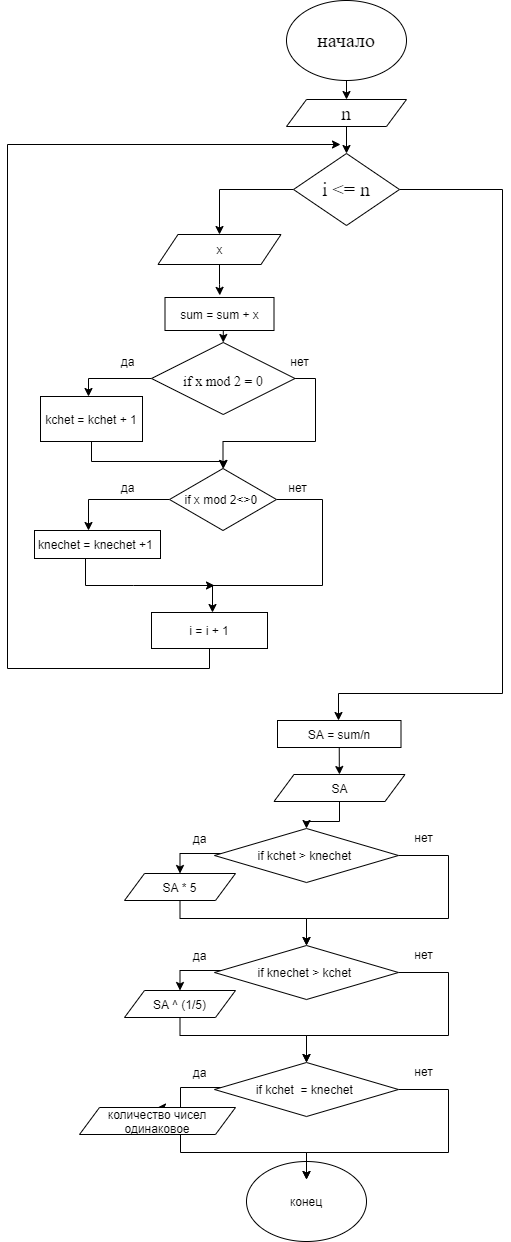 начало
n
i <= n
x
sum = sum + x
да
нет
if x mod 2 = 0
kchet = kchet + 1
да
нет
if x mod 2<>0
knechet = knechet +1
i = i + 1
SA = sum/n
SA
да
нет
if kchet > knechet
SA * 5
да
нет
if knechet > kchet
SA ^ (1/5)
да
нет
if kchet = knechet
количество чисел
одинаковое
конец